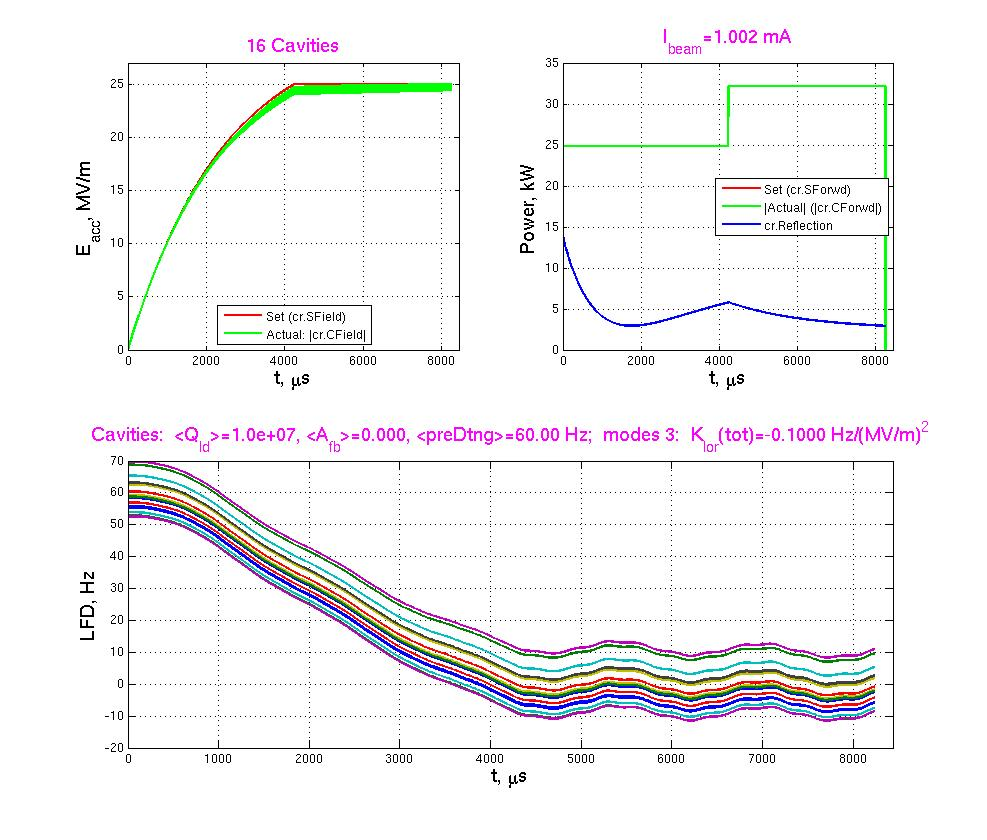 16 Cavities
E_acc, MV/m
25
20
15
10
5
0
0 2000 4000 6000 8000
t, μs
Set (cr.SField)
Actual: |cr.CField|
I_beam=1.002 mA
Power, kW
35
30
25
20
15
10
5
0
0 2000 4000 6000 8000
t, μs
Set (cr.SForwd)
|Actual| (|cr.CForwd|)
cr.Reflection
Cavities: <Q_ld>=1.0e+07, <A_fb>=0.000, <preDtng>=60.00 Hz; modes 3: K_lor(tot)=-0.1000 Hz/(MV/m)^2
LFD, Hz
70
60
50
40
30
20
10
0
-10
-20
0 1000 2000 3000 4000 5000 6000 7000 8000
t, μs